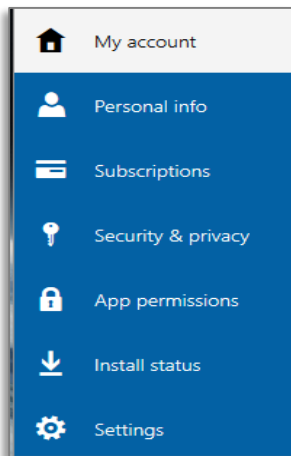 My account
Personal info
Subscriptions
Security & privacy
App permissions
Install status
Settings